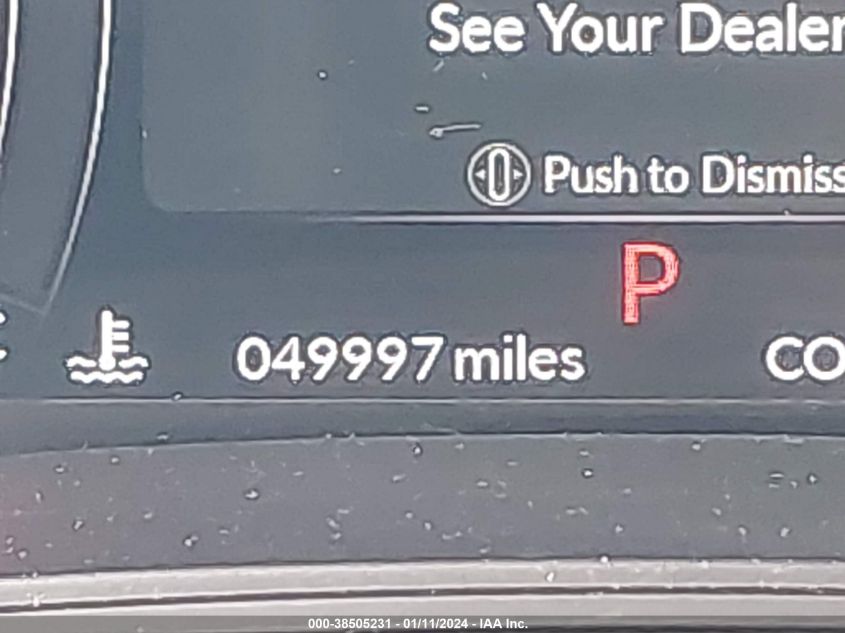 See Your Dealer
Push to Dismiss
P
049997 miles
CO
000-38505231 - 01/11/2024 - IAA Inc.